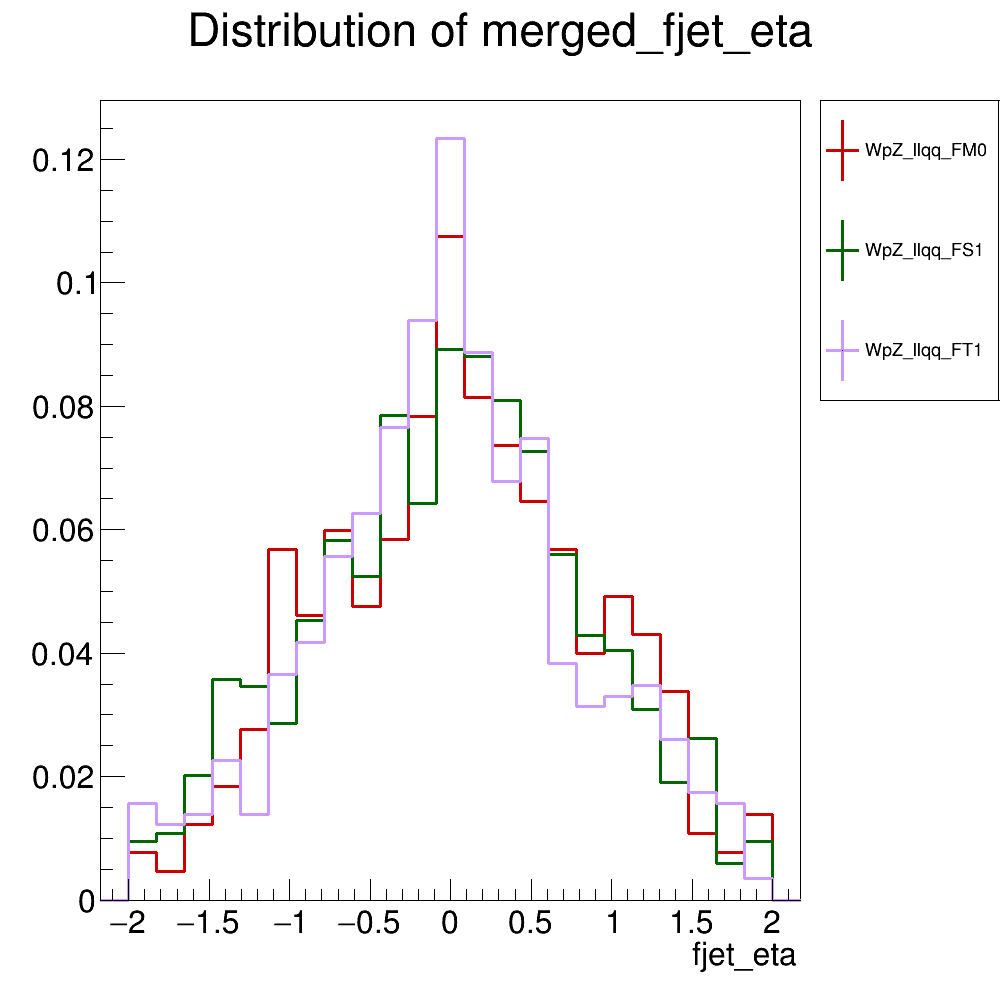 Distribution of merged_fjet_eta
WpZ_llqq_FM0
WpZ_llqq_FS1
WpZ_llqq_FT1
0.12
0.1
0.08
0.06
0.04
0.02
0
−2 −1.5 −1 −0.5 0 0.5 1 1.5 2
fjet_eta